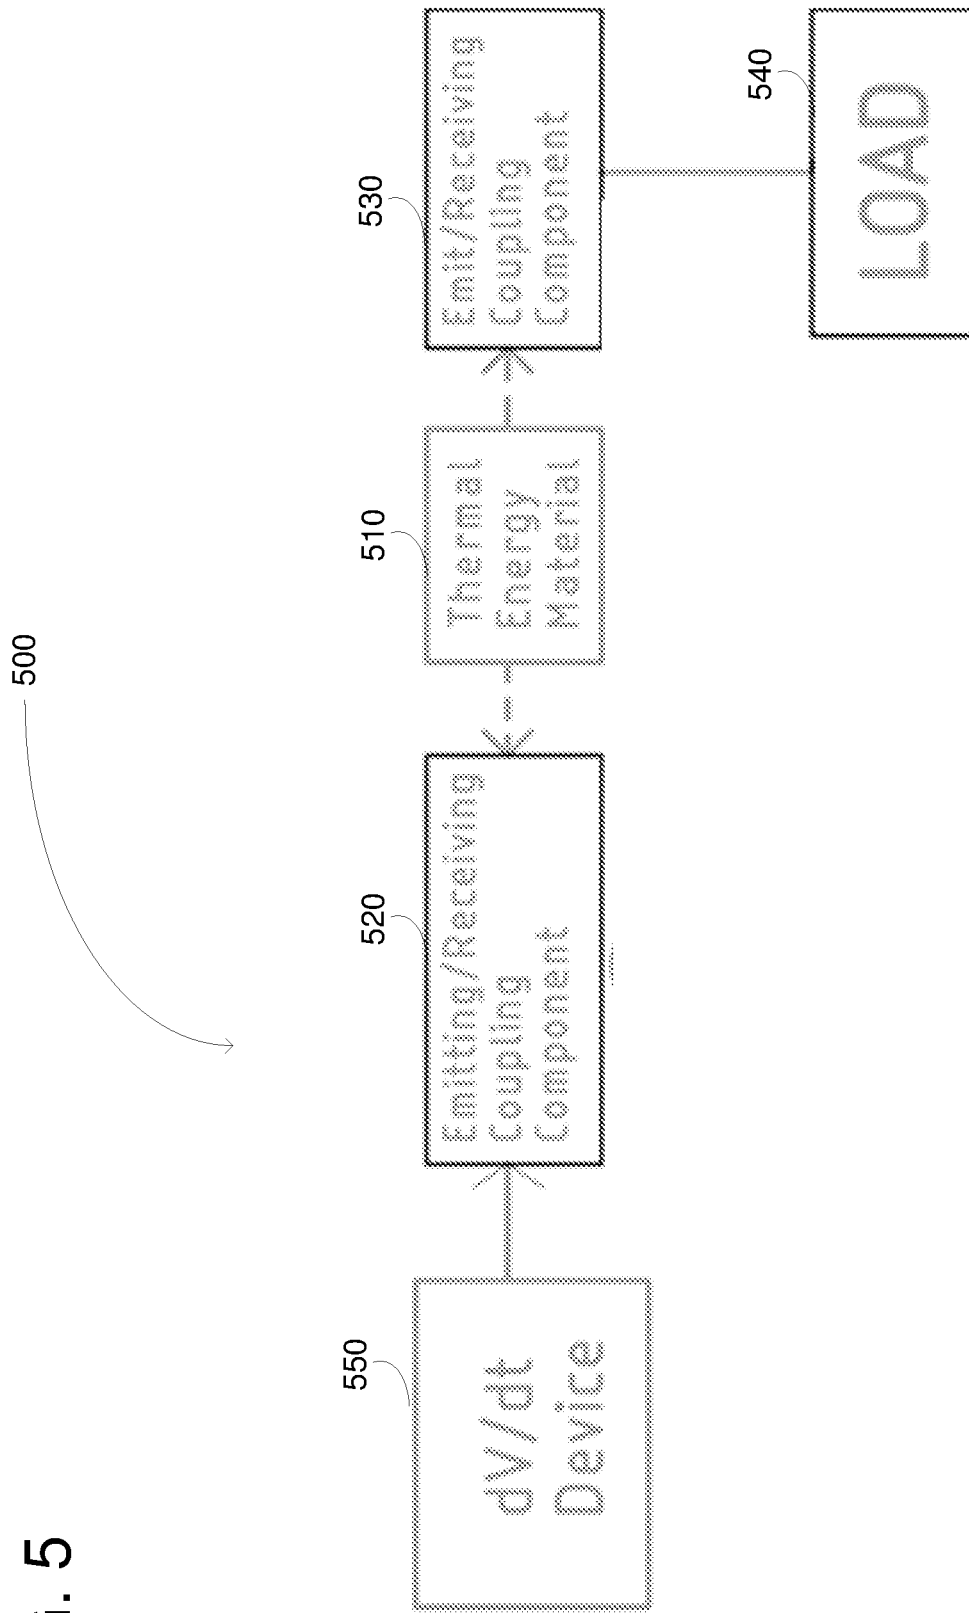 500
550
dV/dt
Device
520
Emitting/Receiving
Coupling
Component
510
Thermal
Energy
Material
530
Emit/Receiving
Coupling
Component
540
LOAD
5